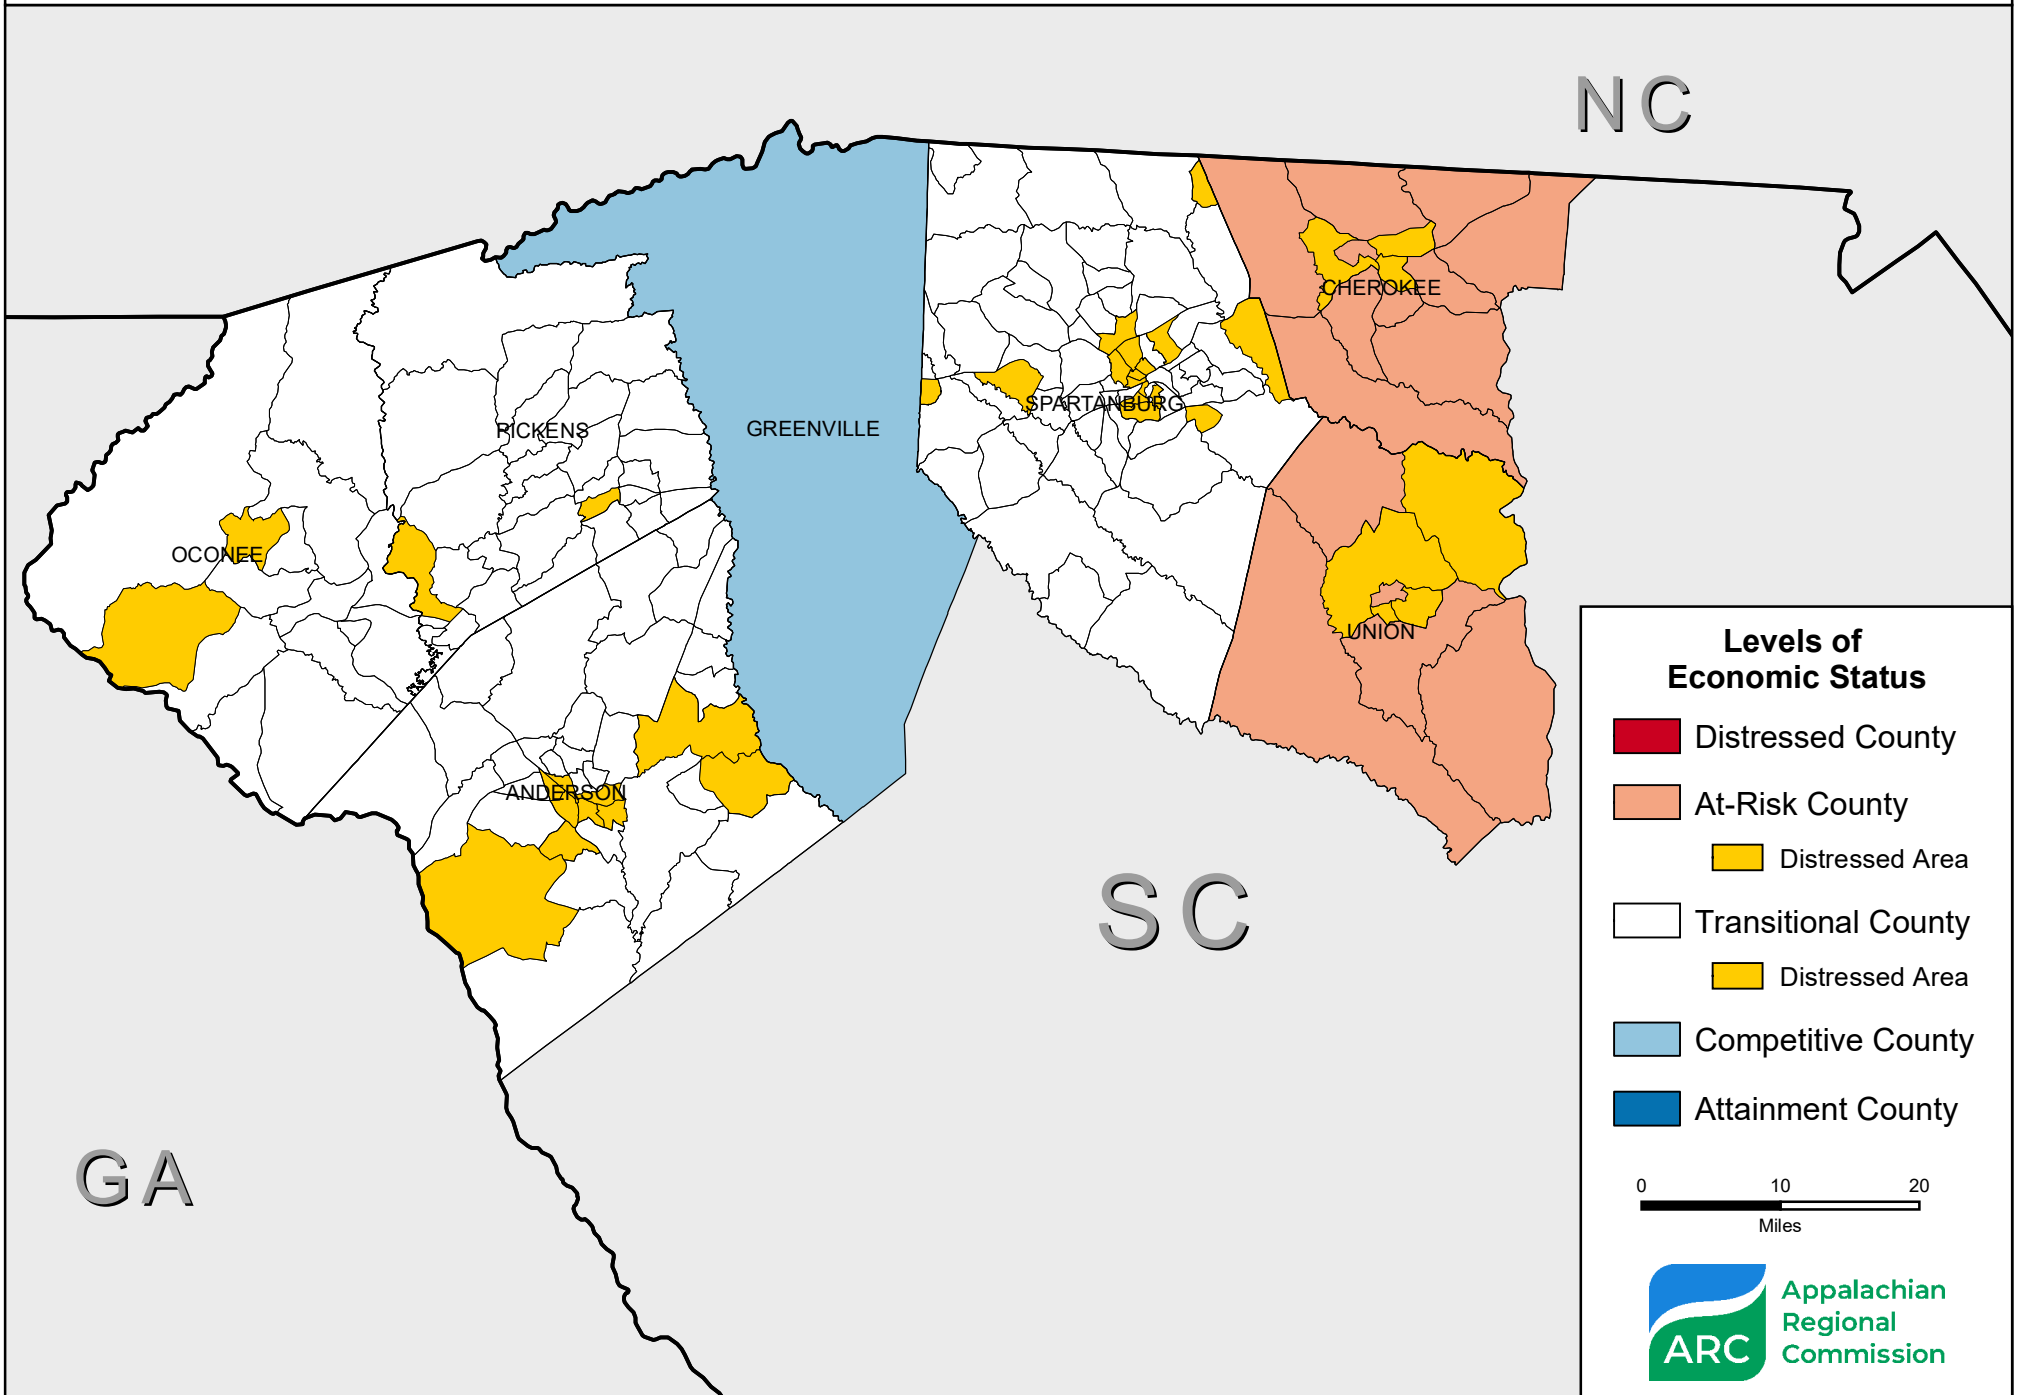 NC
CHEROKEE
SPARTANBURG
GREENVILLE
PICKENS
OCONEE
UNION
ANDERSON
SC
GA
Levels of
Economic Status
Distressed County
At-Risk County
Distressed Area
Transitional County
Distressed Area
Competitive County
Attainment County
0 10 20
Miles
ARC
Appalachian
Regional
Commission